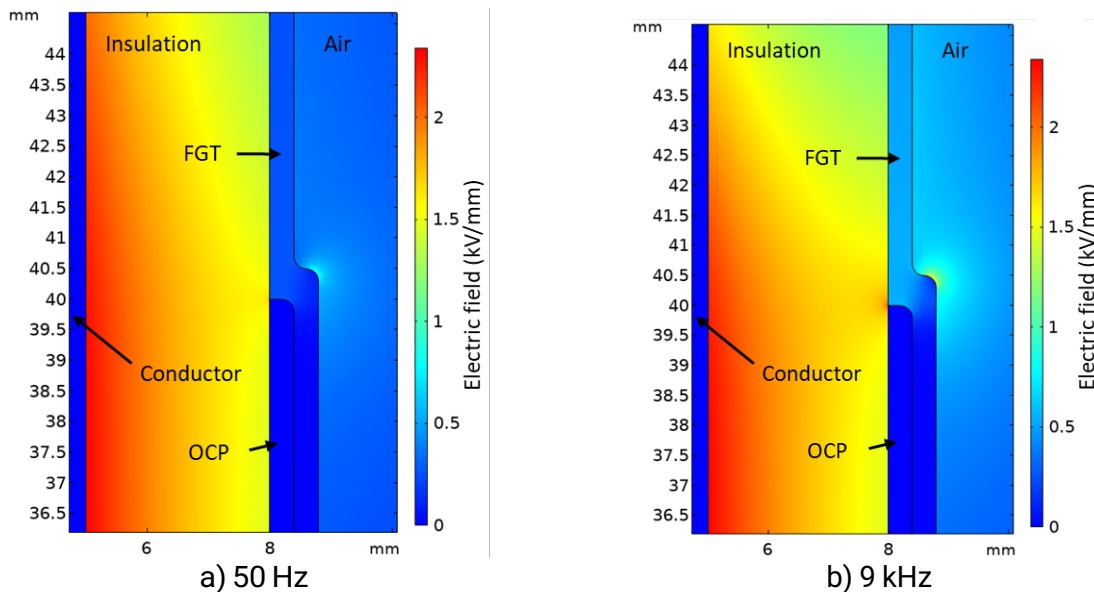 mm
Insulation
Air
44
43.5
43
42.5
42
41.5
41
40.5
40
39.5
39
38.5
38
37.5
37
36.5
FGT
Conductor
OCP
6
8
mm
2
1.5
1
0.5
0
Electric field (kV/mm)
a) 50 Hz
mm
Insulation
Air
44
43.5
43
42.5
42
41.5
41
40.5
40
39.5
39
38.5
38
37.5
37
36.5
FGT
Conductor
OCP
6
8
mm
2
1.5
1
0.5
0
Electric field (kV/mm)
b) 9 kHz